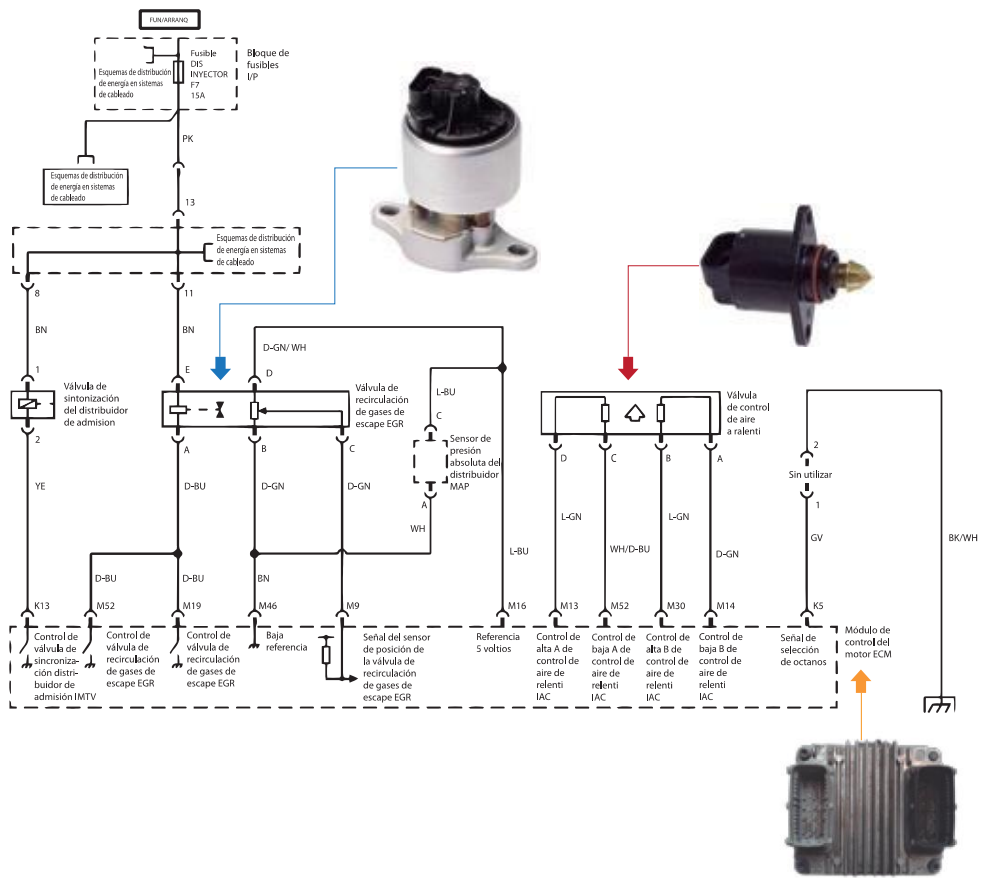 FUN/ARRANQ
Fusible
DIS
INYECTOR
F7
15A
Bloque de
fusibles
I/P
Esquemas de distribución
de energía en sistemas
de cableado
PK
Esquemas de distribución
de energía en sistemas
de cableado
13
Esquemas de distribución
de energía en sistemas
de cableado
8
11
BN
BN
D-GN/ WH
1
E
D
L-BU
C
Válvula de
sintonización
del distribuidor
de admision
Válvula de
recirculación
de gases de
escape EGR
Válvula
de control
de aire
a ralenti
2
A
B
C
Sensor de
presión
absoluta del
distribuidor
MAP
A
D
C
B
A
2
Sin utilizar
1
YE
D-BU
D-GN
D-GN
WH
L-GN
WH/D-BU
L-GN
D-GN
GV
BK/WH
L-BU
D-BU
D-BU
BN
K13
M52
M19
M46
M9
M16
M13
M52
M30
M14
K5
Control de
válvula de
sincroniza-
ción distri-
buidor de
admisión IMTV
Control de
válvula de
recirculación
de gases de
escape EGR
Control de
válvula de
recirculación
de gases de
escape EGR
Baja
referencia
Señal del sensor
de posición de
la válvula de
recirculación
de gases de
escape EGR
Referencia
5 voltios
Control de
alta A de
control de
aire de
relenti
IAC
Control de
baja A de
control de
aire de
relenti
IAC
Control de
alta B de
control de
aire de
relenti
IAC
Control de
baja B de
control de
aire de
relenti
IAC
Señal de
selección
de octanos
Módulo de
control del
motor ECM